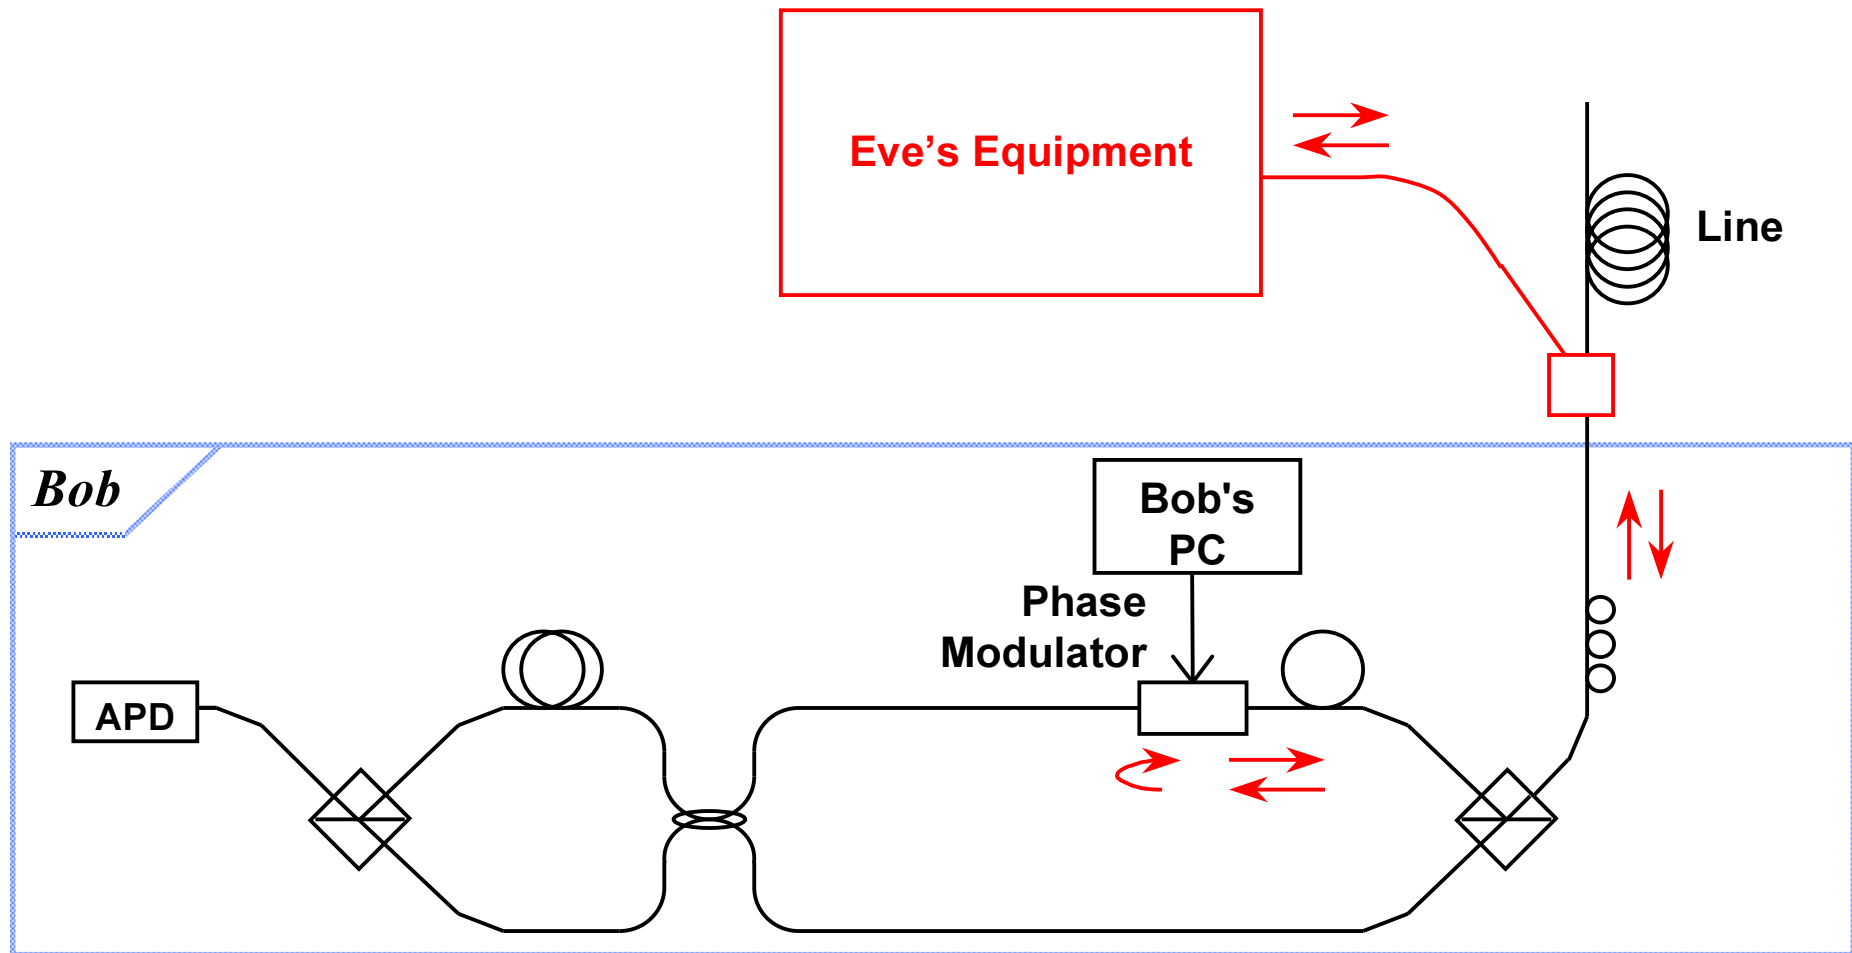 Eve’s Equipment
Line
Bob
Bob's
PC
Phase
Modulator
APD